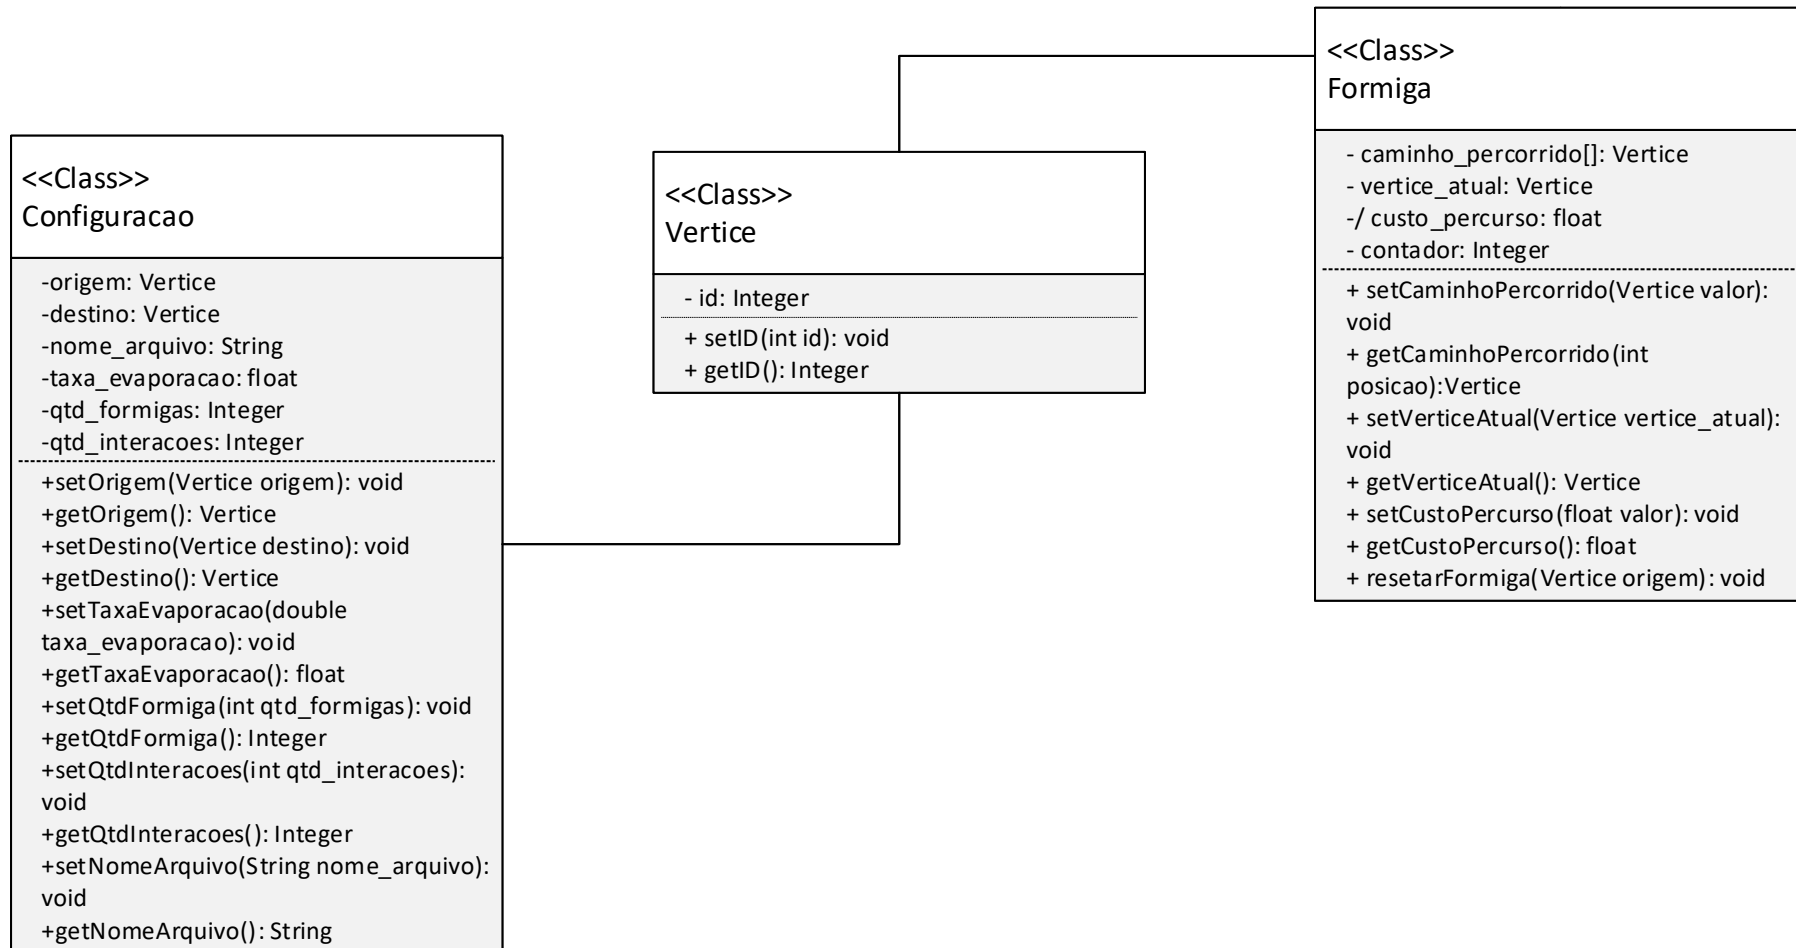 <<Class>>
Configuracao
-origem: Vertice
-destino: Vertice
-nome_arquivo: String
-taxa_evaporacao: float
-qtd_formigas: Integer
-qtd_interacoes: Integer
+setOrigem(Vertice origem): void
+getOrigem(): Vertice
+setDestino(Vertice destino): void
+getDestino(): Vertice
+setTaxaEvaporacao(double
taxa_evaporacao): void
+getTaxaEvaporacao(): float
+setQtdFormiga(int qtd_formigas): void
+getQtdFormiga(): Integer
+setQtdInteracoes(int qtd_interacoes):
void
+getQtdInteracoes(): Integer
+setNomeArquivo(String nome_arquivo):
void
+getNomeArquivo(): String
<<Class>>
Vertice
- id: Integer
+ setID(int id): void
+ getID(): Integer
<<Class>>
Formiga
- caminho_percorrido[]: Vertice
- vertice_atual: Vertice
-/ custo_percurso: float
- contador: Integer
+ setCaminhoPercorrido(Vertice valor):
void
+ getCaminhoPercorrido(int
posicao):Vertice
+ setVerticeAtual(Vertice vertice_atual):
void
+ getVerticeAtual(): Vertice
+ setCustoPercurso(float valor): void
+ getCustoPercurso(): float
+ resetarFormiga(Vertice origem): void